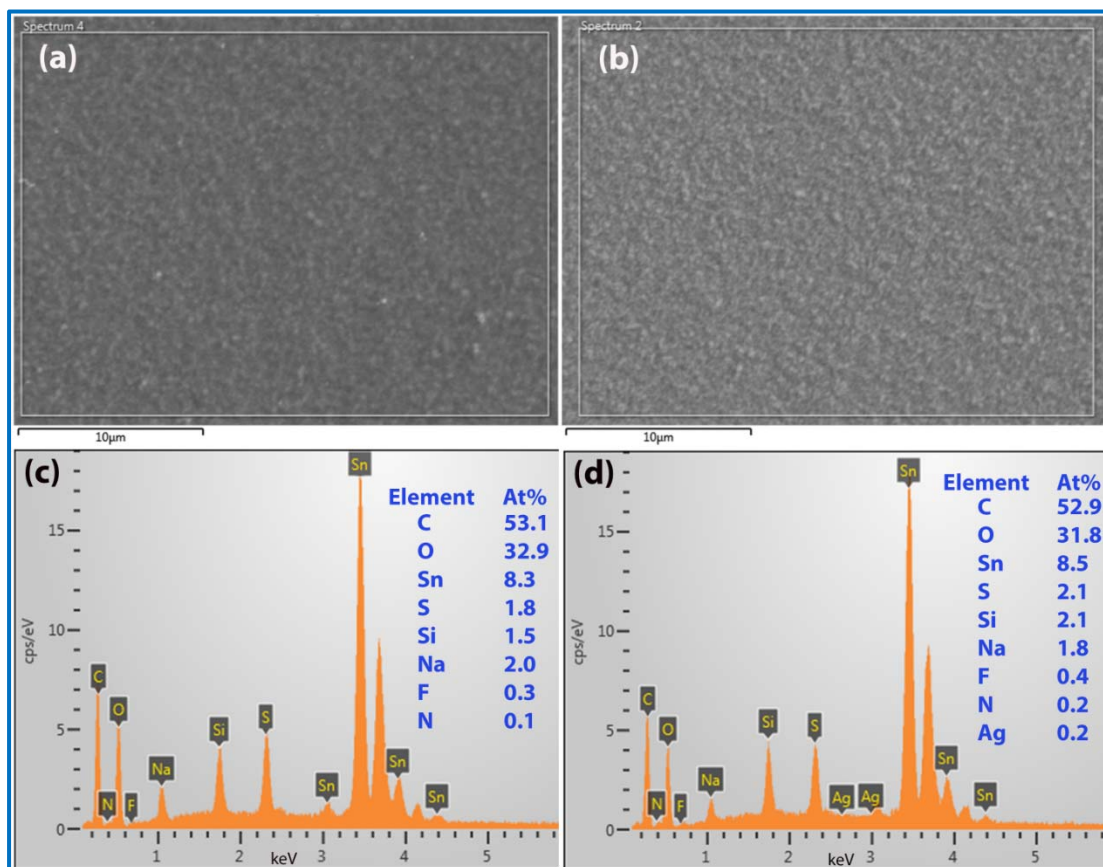 Spectrum 4
(a)
10µm
Spectrum 2
(b)
10µm
(c)
Sn
Element At%
C 53.1
O 32.9
Sn 8.3
S 1.8
Si 1.5
Na 2.0
F 0.3
N 0.1
15
10
5
0
cps/eV
C
O
N
F
Na
Si
S
Sn
Sn
Sn
1 2 3 4 5
keV
(d)
Sn
Element At%
C 52.9
O 31.8
Sn 8.5
S 2.1
Si 2.1
Na 1.8
F 0.4
N 0.2
Ag 0.2
15
10
5
0
cps/eV
C
O
N
F
Na
Si
S
Ag
Ag
Sn
Sn
1 2 3 4 5
keV